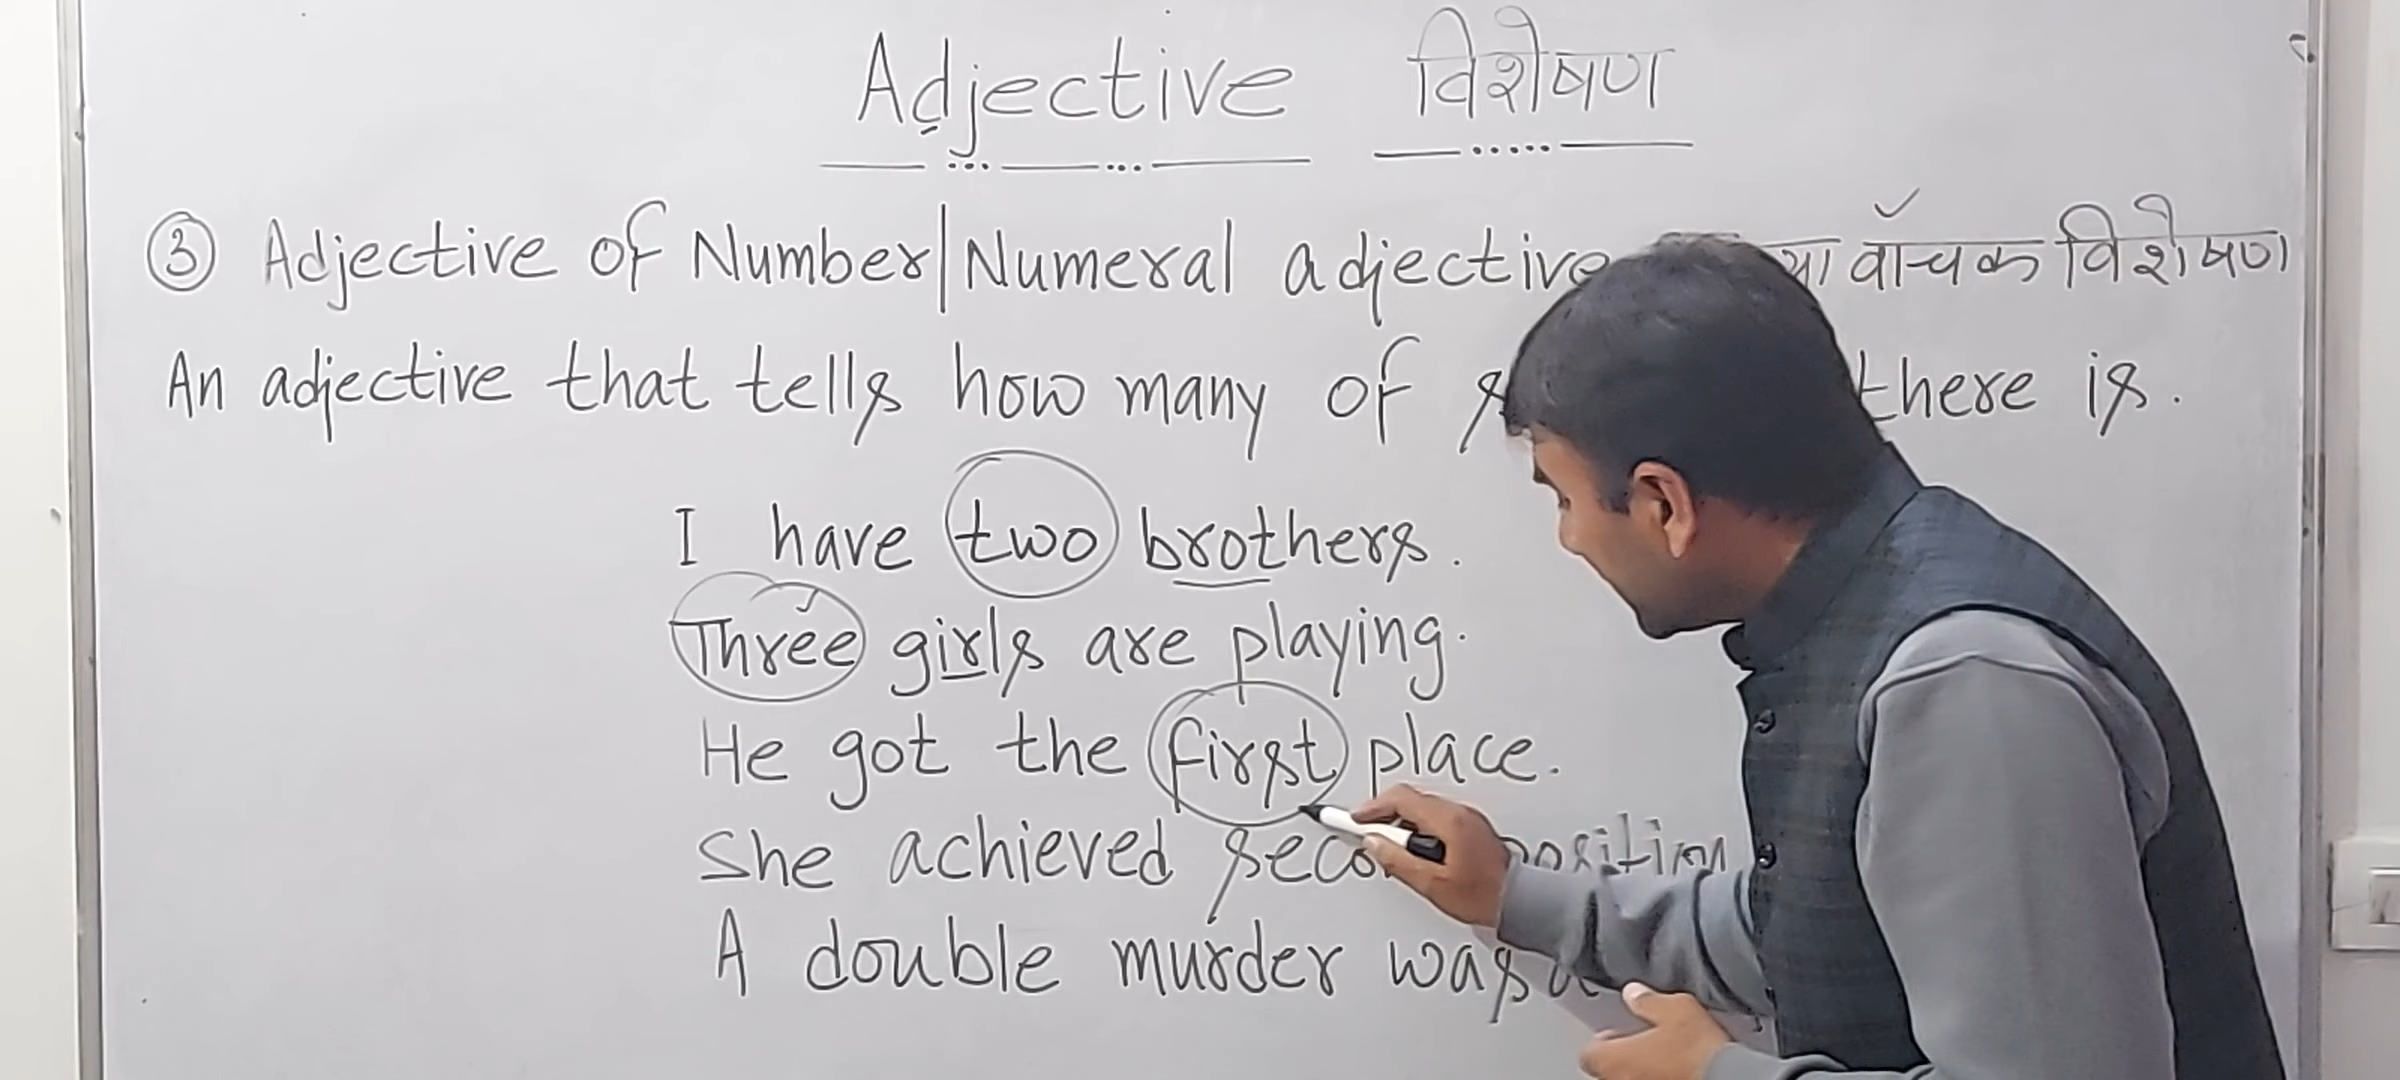 Adjective विशेषण
③ Adjective of Number/Numeral adjective वाचक विशेषण
An adjective that tells how many of there is.
I have two brothers.
Three girls are playing.
He got the first place.
She achieved position
A double murder was